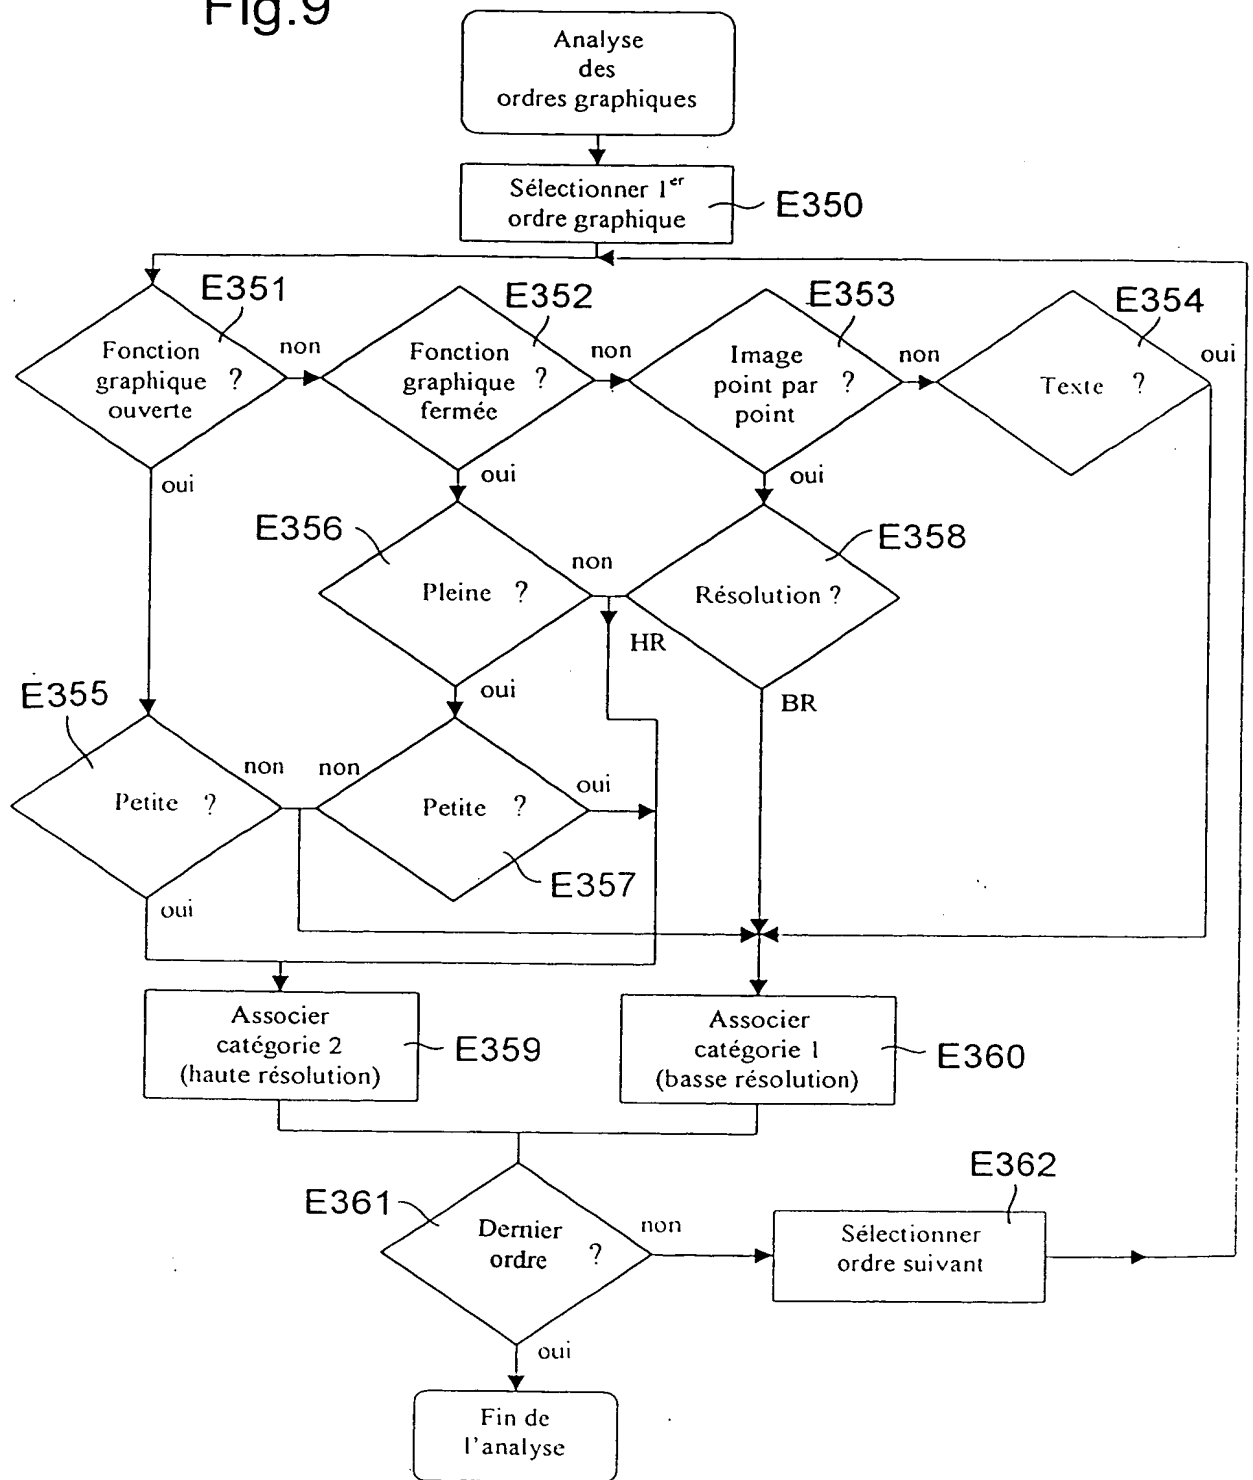 Fig.9
Analyse
des
ordres graphiques
Sélectionner 1er
ordre graphique
E350
E351
E352
E353
E354
Fonction
graphique ?
ouverte
non
Fonction
graphique ?
fermée
non
Image
point par ?
point
non
Texte ?
oui
oui
oui
oui
E356
Pleine ?
non
HR
E358
Résolution ?
BR
oui
E355
Petite ?
non
non
Petite ?
oui
E357
oui
Associer
catégorie 2
(haute résolution)
E359
Associer
catégorie 1
(basse résolution)
E360
E361
Dernier
ordre ?
non
E362
Sélectionner
ordre suivant
oui
Fin de
l'analyse